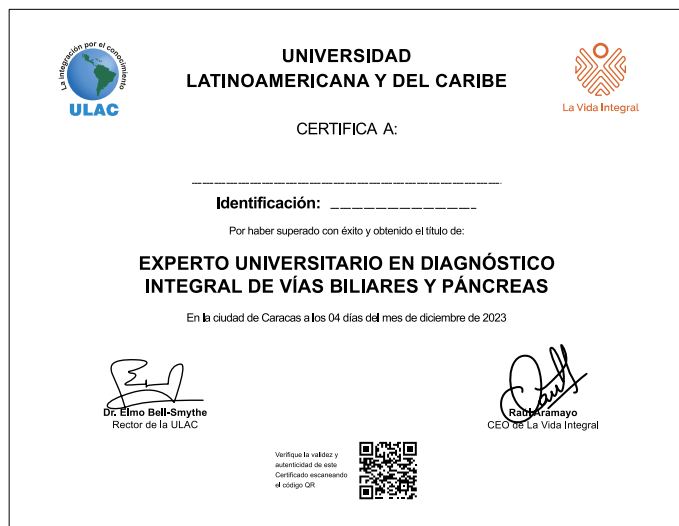 La integración por el conocimiento
ULAC
UNIVERSIDAD
LATINOAMERICANA Y DEL CARIBE
La Vida Integral
CERTIFICA A:
Identificación:
Por haber superado con éxito y obtenido el título de:
EXPERTO UNIVERSITARIO EN DIAGNÓSTICO
INTEGRAL DE VÍAS BILIARES Y PÁNCREAS
En la ciudad de Caracas a los 04 días del mes de diciembre de 2023
Dr. Elmo Bell-Smythe
Rector de la ULAC
Raúl Aramayo
CEO de La Vida Integral
Verifique la validez y
autenticidad de este
Certificado escaneando
el código QR